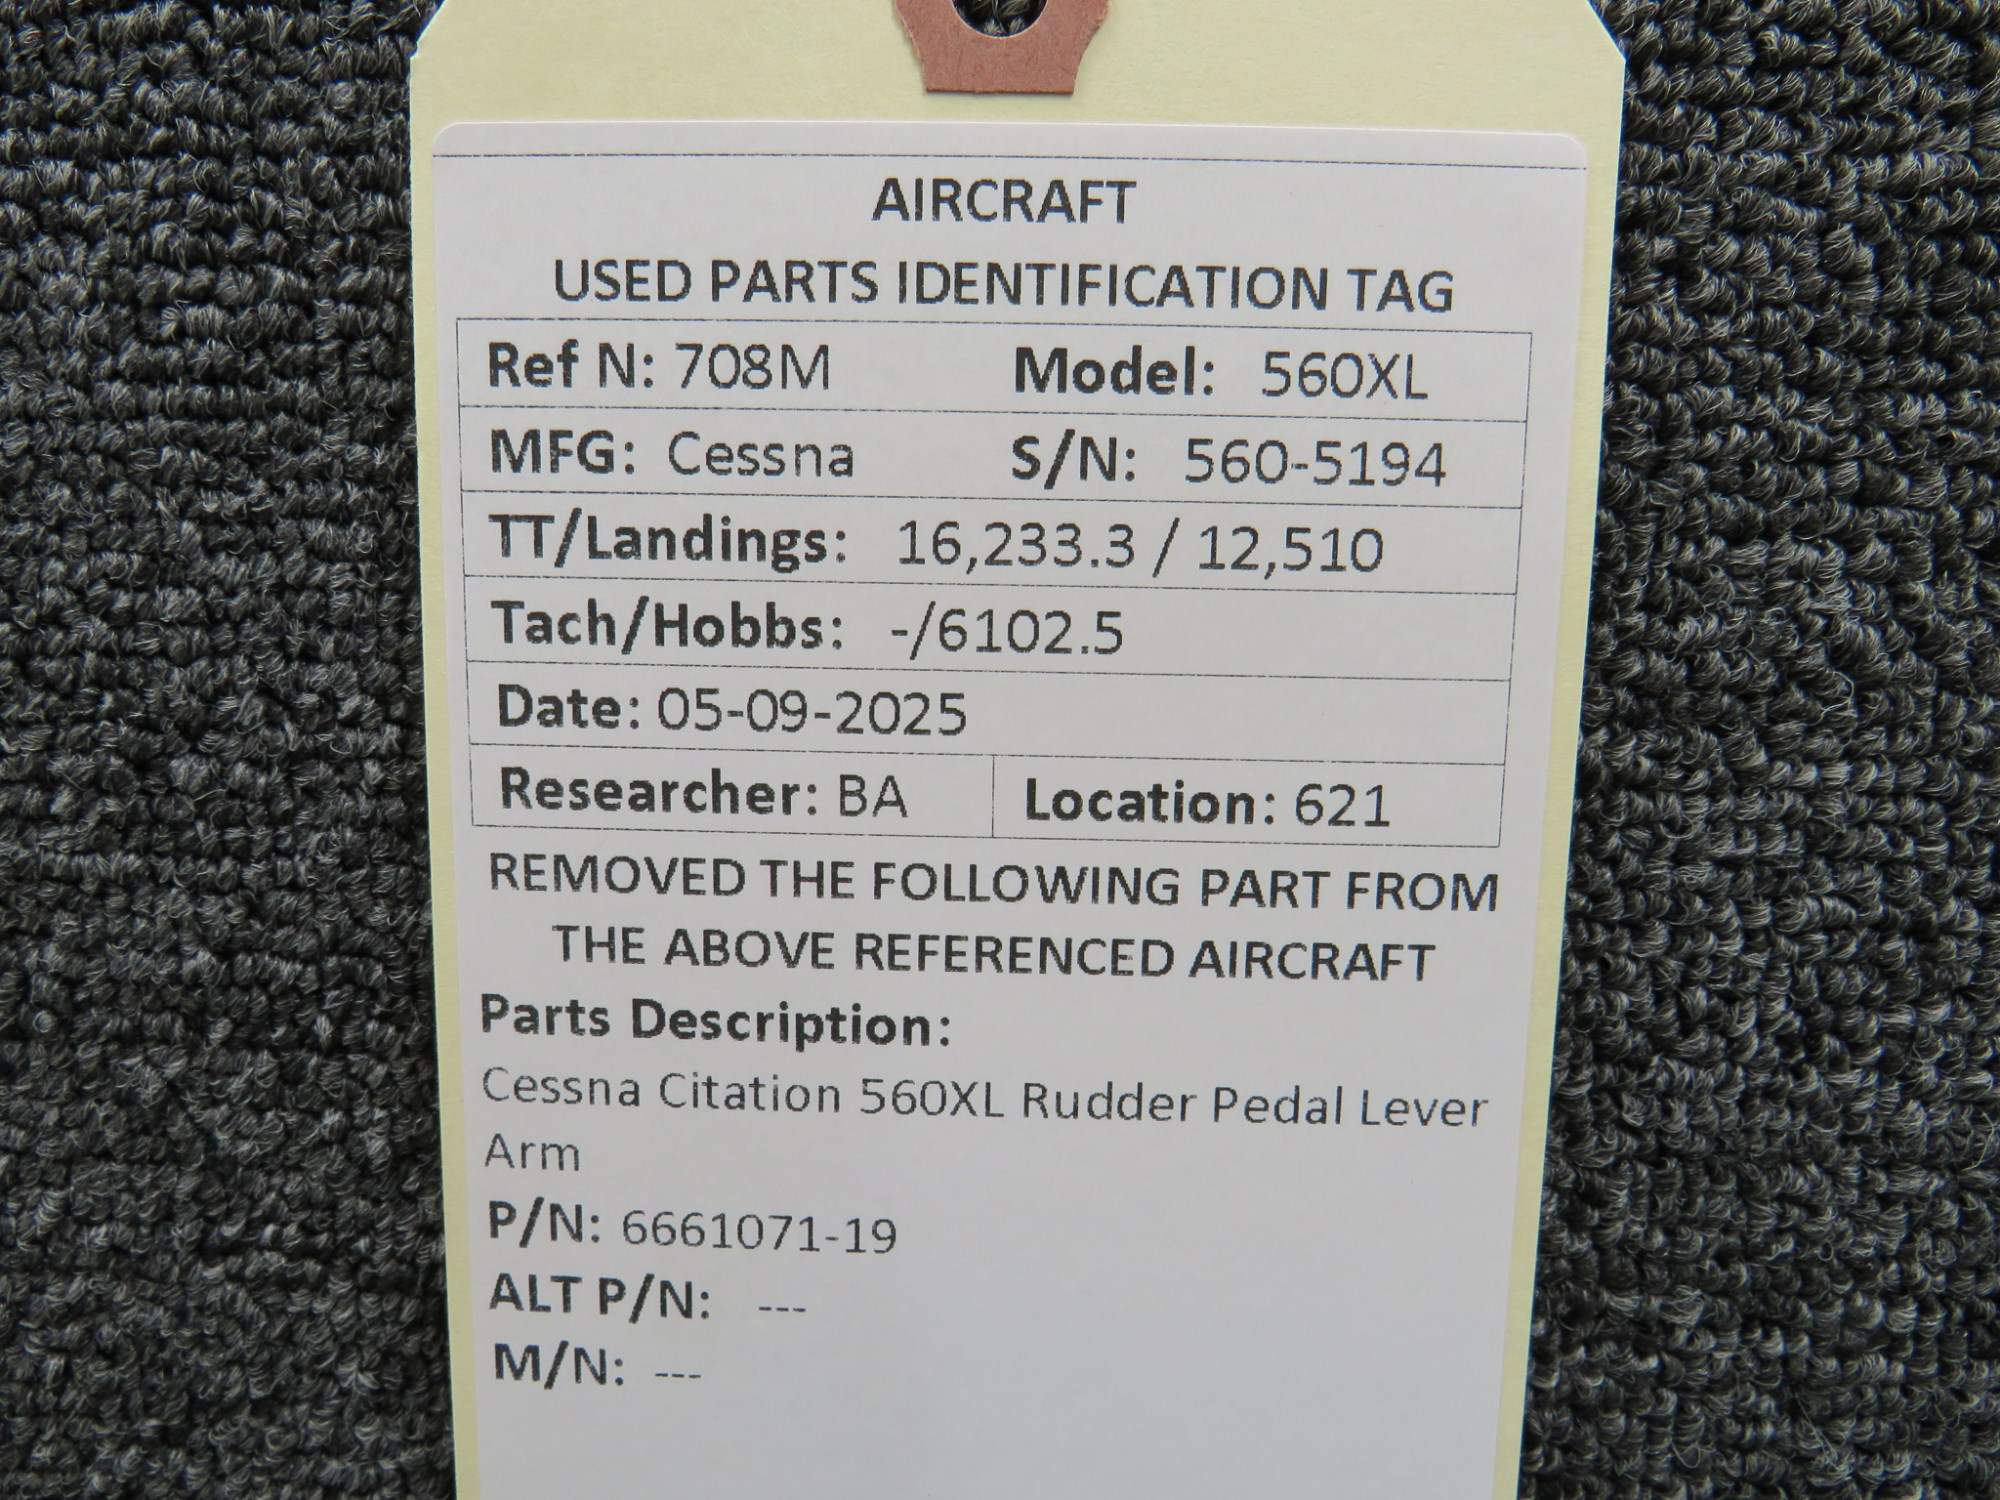 AIRCRAFT
USED PARTS IDENTIFICATION TAG
Ref N: 708M Model: 560XL
MFG: Cessna S/N: 560-5194
TT/Landings: 16,233.3 / 12,510
Tach/Hobbs: -/6102.5
Date: 05-09-2025
Researcher: BA Location: 621
REMOVED THE FOLLOWING PART FROM
THE ABOVE REFERENCED AIRCRAFT
Parts Description:
Cessna Citation 560XL Rudder Pedal Lever
Arm
P/N: 6661071-19
ALT P/N: ---
M/N: ---